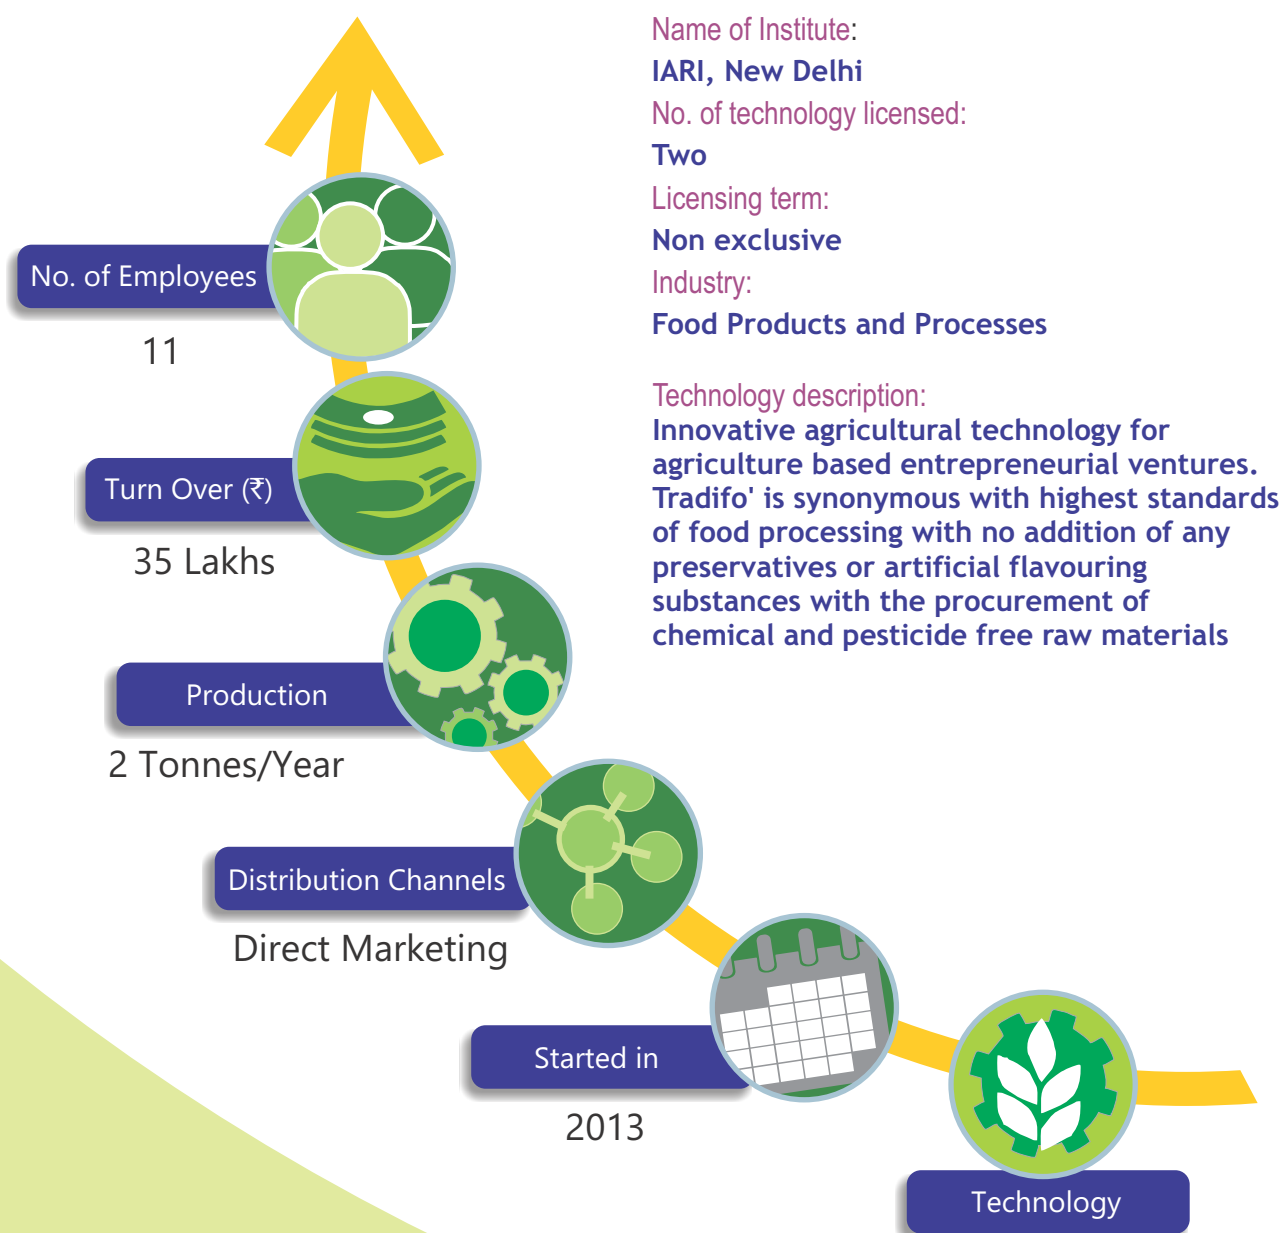 Name of Institute:
IARI, New Delhi
No. of technology licensed:
Two
Licensing term:
Non exclusive
Industry:
Food Products and Processes
Technology description:
Innovative agricultural technology for
agriculture based entrepreneurial ventures.
Tradifo' is synonymous with highest standards
of food processing with no addition of any
preservatives or artificial flavouring
substances with the procurement of
chemical and pesticide free raw materials
No. of Employees
11
Turn Over (₹)
35 Lakhs
Production
2 Tonnes/Year
Distribution Channels
Direct Marketing
Started in
2013
Technology